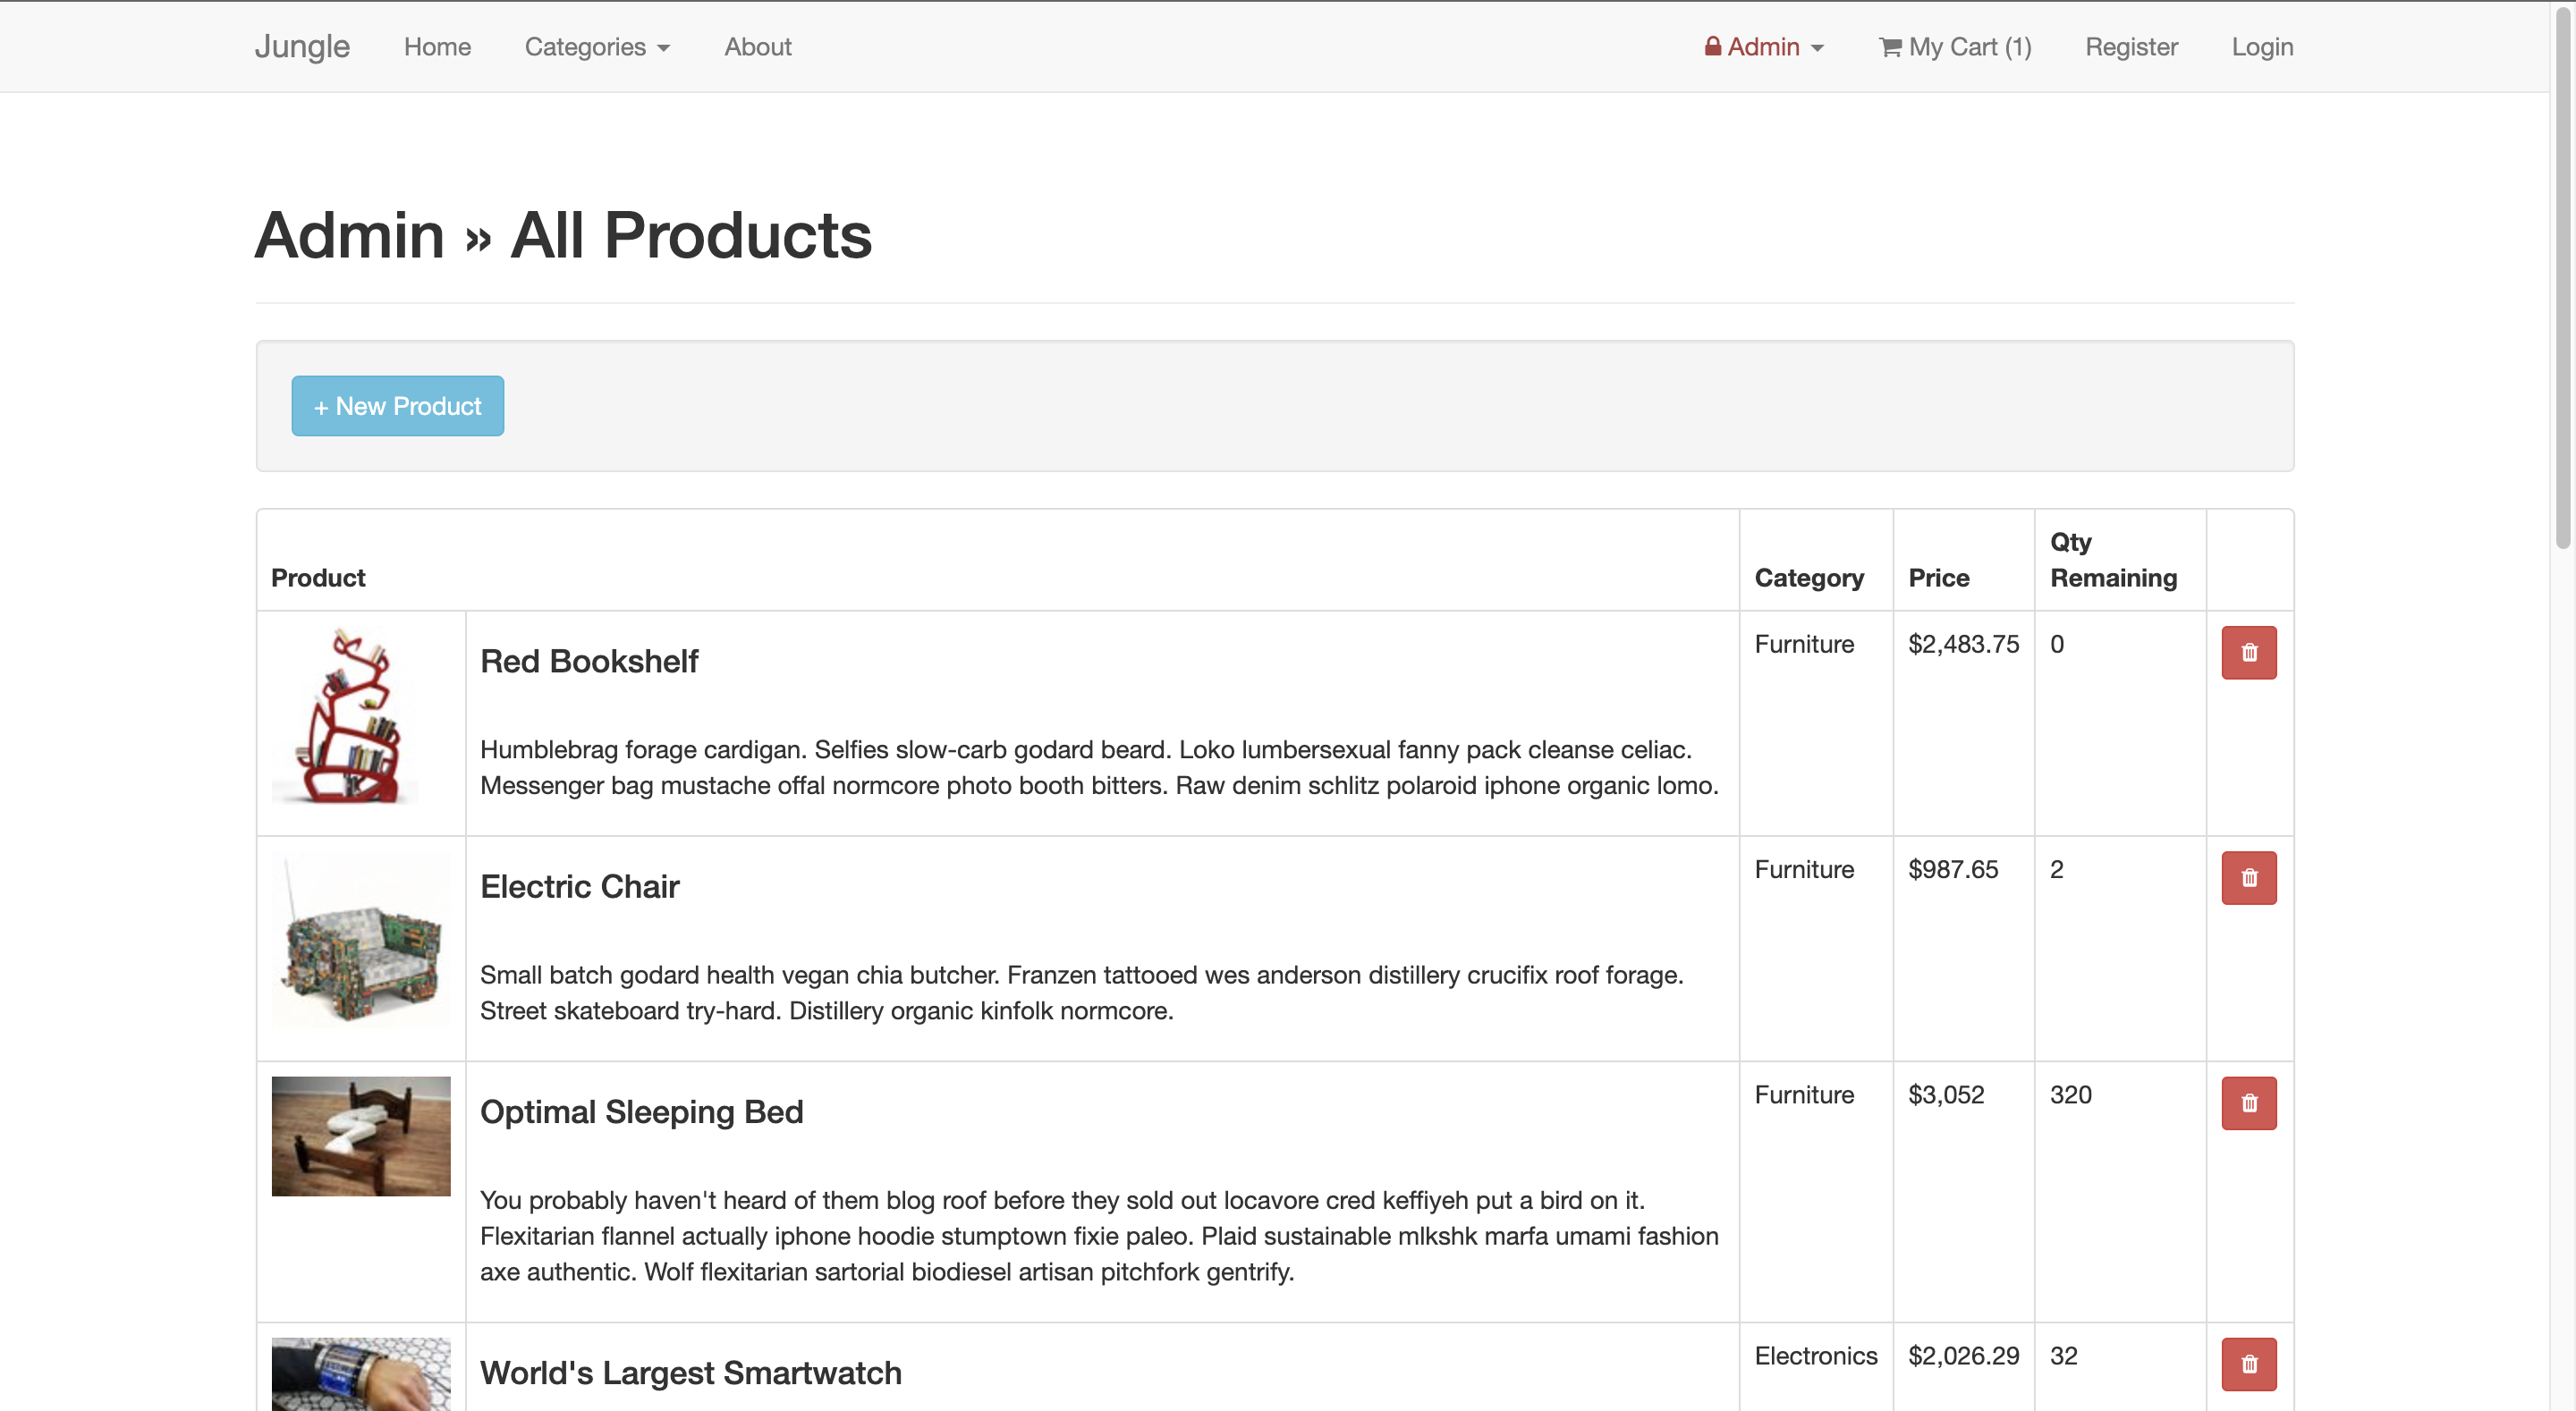 Jungle Home Categories About Admin My Cart (1) Register Login
Admin » All Products
+ New Product
Product Category Price Qty Remaining
Red Bookshelf Furniture $2,483.75 0
Humblebrag forage cardigan. Selfies slow-carb godard beard. Loko lumbersexual fanny pack cleanse celiac.
Messenger bag mustache offal normcore photo booth bitters. Raw denim schlitz polaroid iphone organic lomo.
Electric Chair Furniture $987.65 2
Small batch godard health vegan chia butcher. Franzen tattooed wes anderson distillery crucifix roof forage.
Street skateboard try-hard. Distillery organic kinfolk normcore.
Optimal Sleeping Bed Furniture $3,052 320
You probably haven't heard of them blog roof before they sold out locavore cred keffiyeh put a bird on it.
Flexitarian flannel actually iphone hoodie stumptown fixie paleo. Plaid sustainable mlkshk marfa umami fashion
axe authentic. Wolf flexitarian sartorial biodiesel artisan pitchfork gentrify.
World's Largest Smartwatch Electronics $2,026.29 32